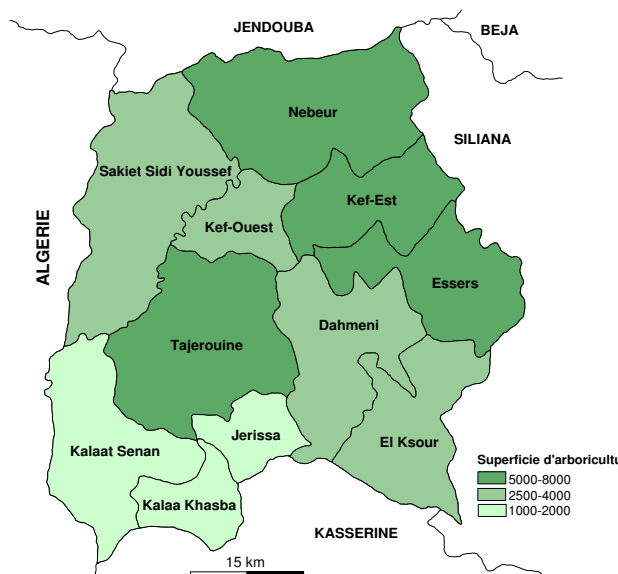 JENDOUBA
BEJA
Nebeur
SILIANA
Sakiet Sidi Youssef
Kef-Est
Kef-Ouest
ALGERIE
Essers
Dahmeni
Tajerouine
Jerissa
El Ksour
Kalaat Senan
Superficie d'arboricultu
5000-8000
2500-4000
1000-2000
Kalaa Khasba
KASSERINE
15 km